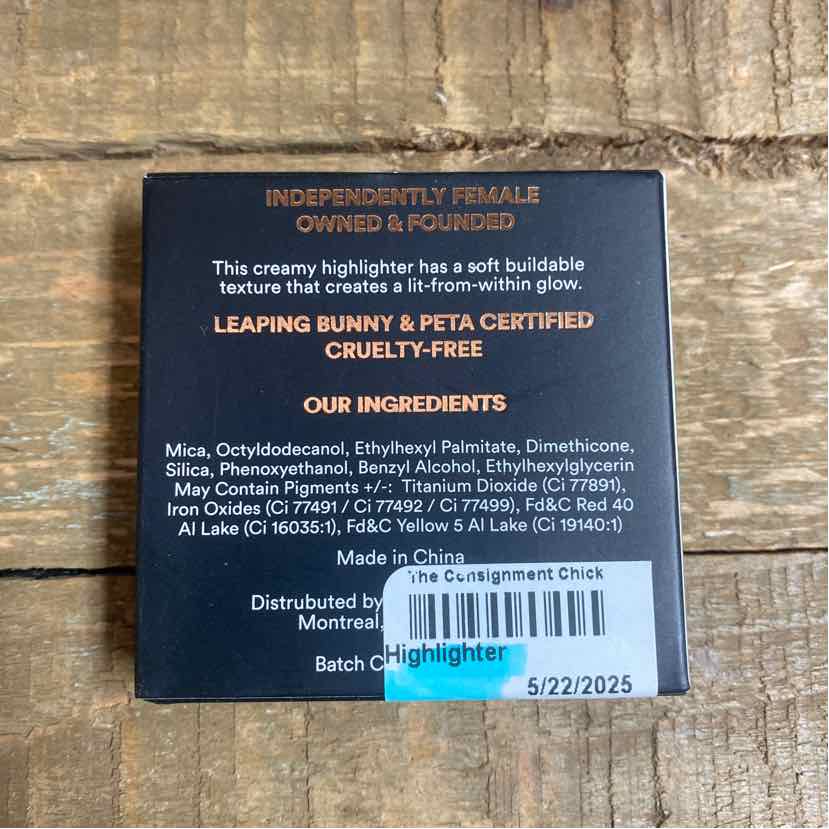 INDEPENDENTLY FEMALE
OWNED & FOUNDED
This creamy highlighter has a soft buildable
texture that creates a lit-from-within glow.
LEAPING BUNNY & PETA CERTIFIED
CRUELTY-FREE
OUR INGREDIENTS
Mica, Octyldodecanol, Ethylhexyl Palmitate, Dimethicone,
Silica, Phenoxyethanol, Benzyl Alcohol, Ethylhexylglycerin
May Contain Pigments +/-: Titanium Dioxide (Ci 77891),
Iron Oxides (Ci 77491 / Ci 77492 / Ci 77499), Fd&C Red 40
Al Lake (Ci 16035:1), Fd&C Yellow 5 Al Lake (Ci 19140:1)
Made in China
Distrubuted by
Montreal,
Batch C
The Consignment Chick
Highlighter
5/22/2025